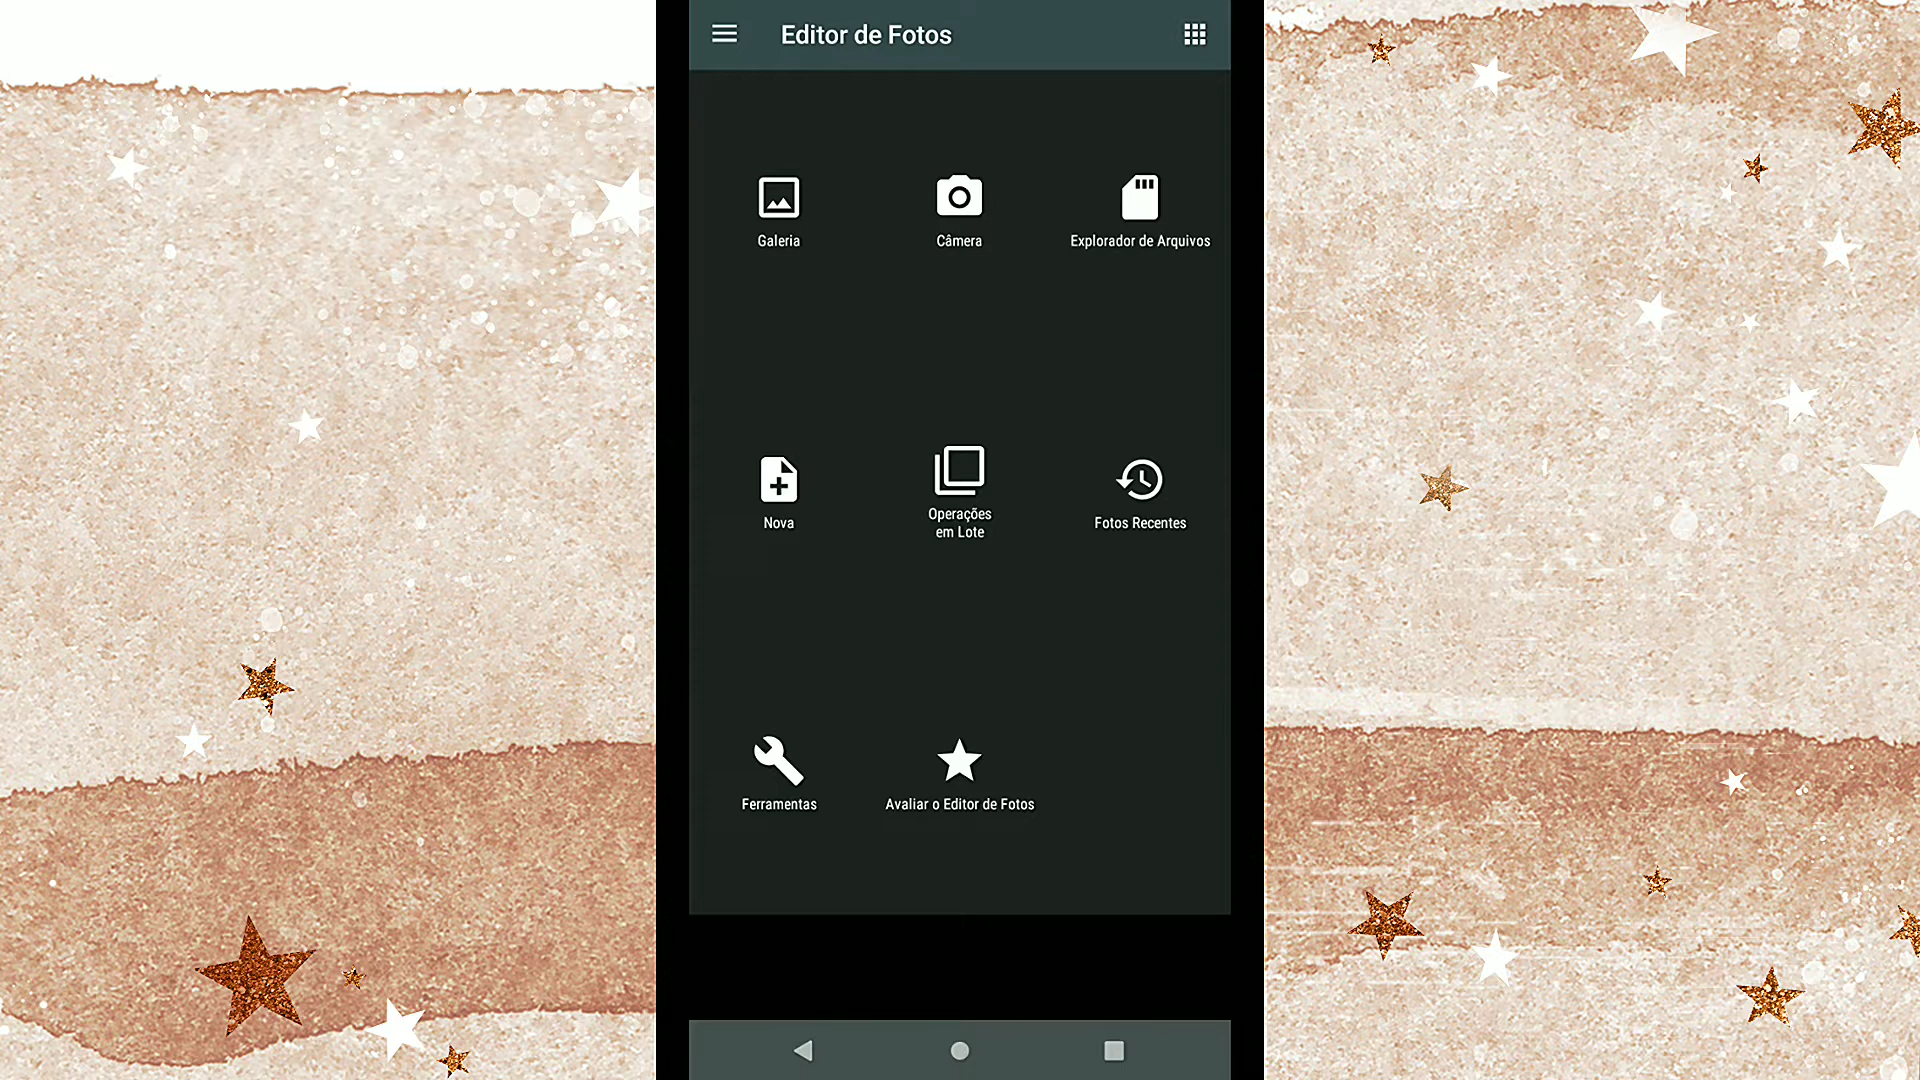 Editor de Fotos
Galeria
Câmera
Explorador de Arquivos
Nova
Operações
em Lote
Fotos Recentes
Ferramentas
Avaliar o Editor de Fotos